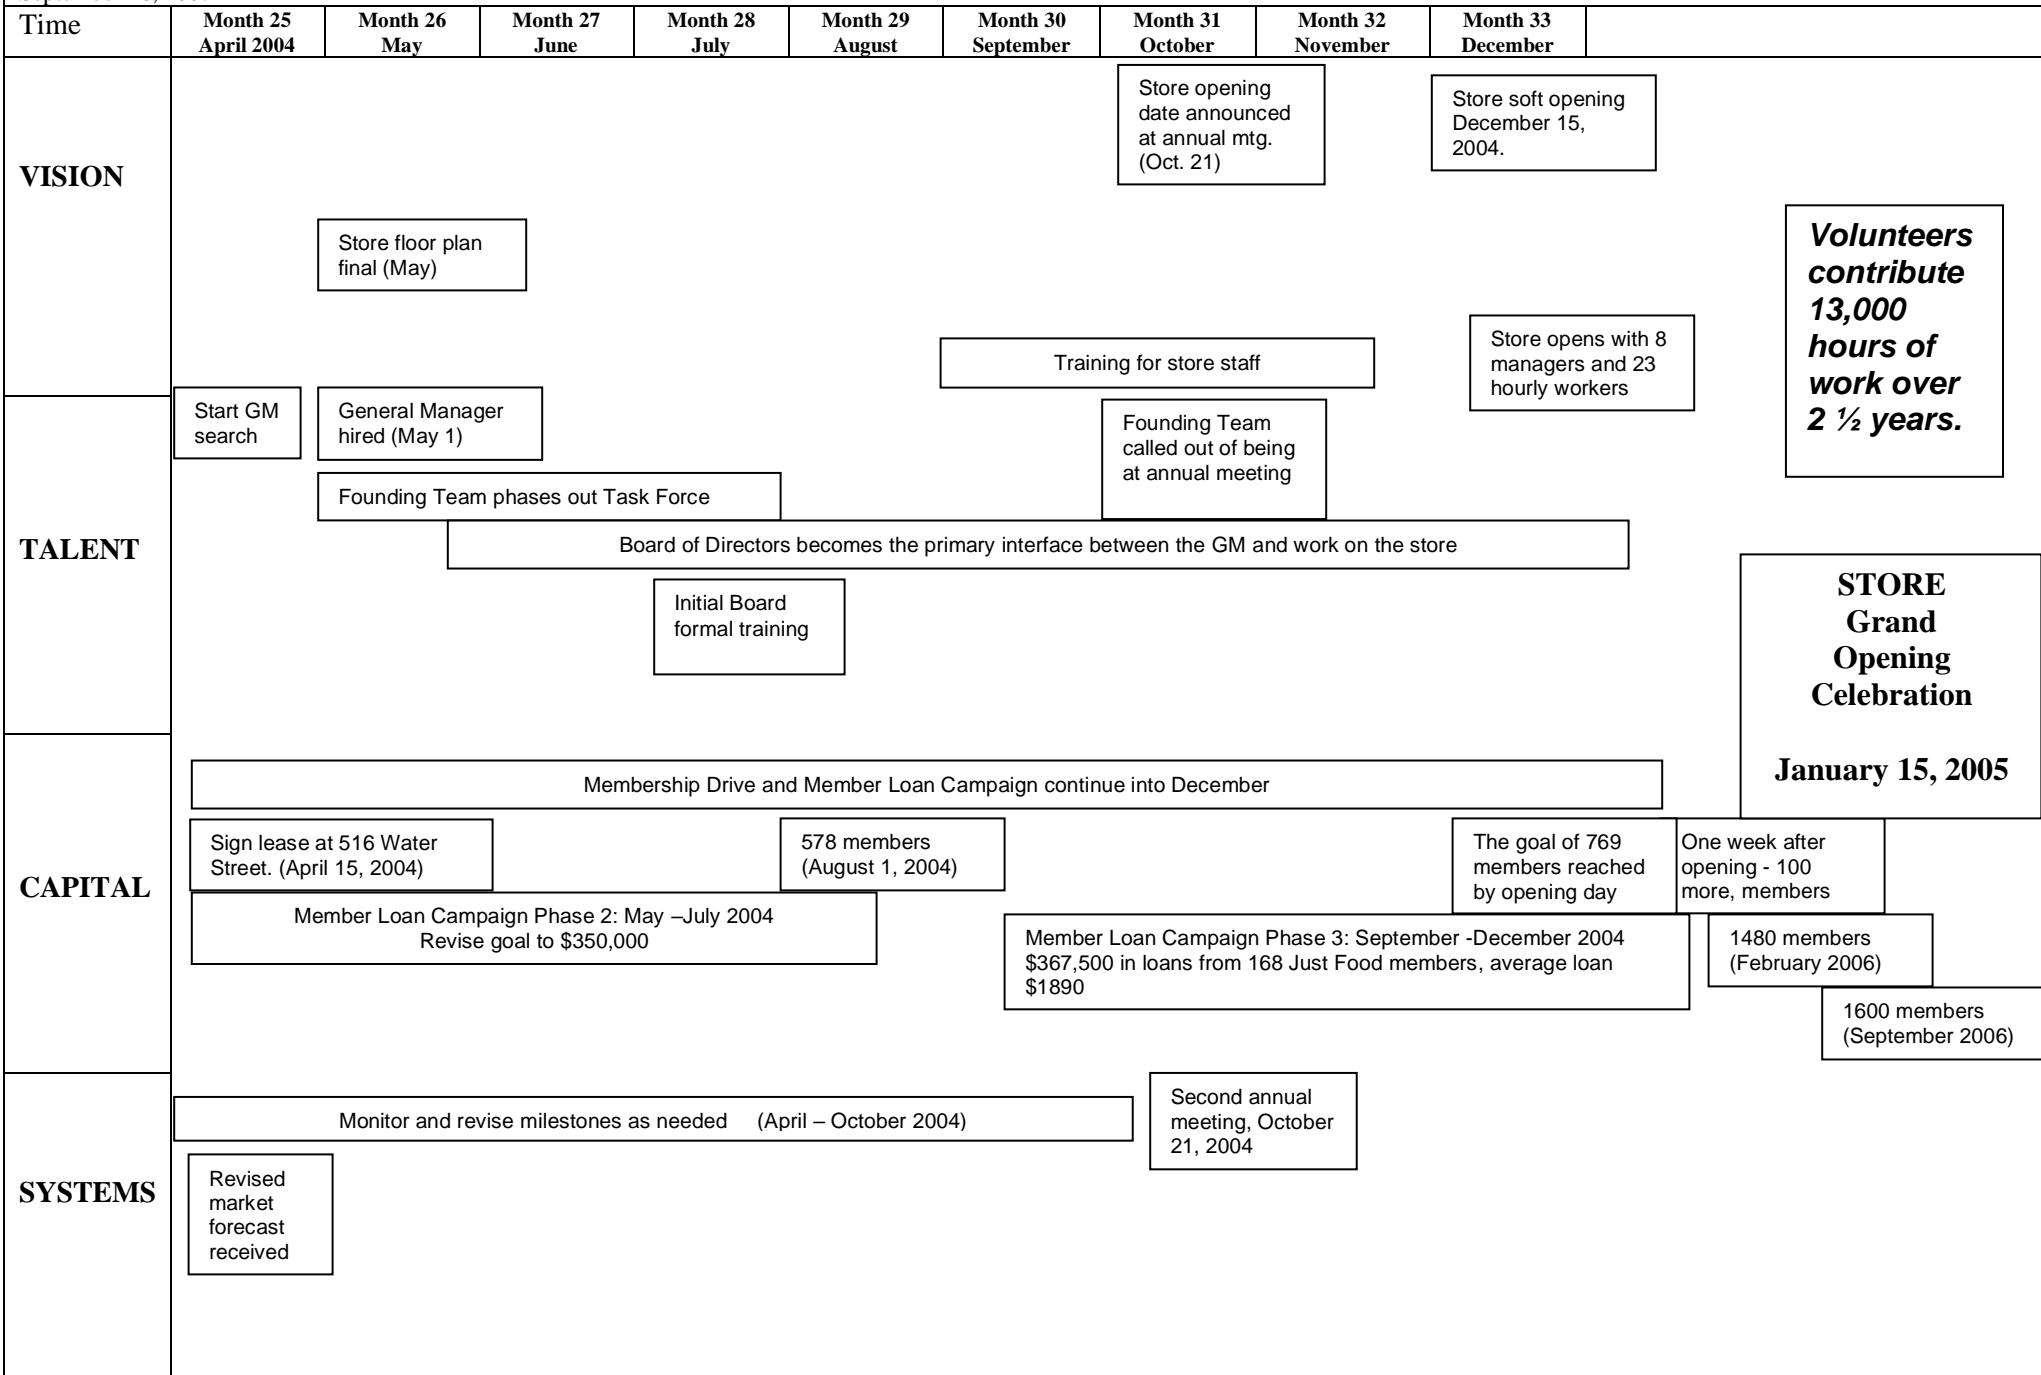 Time
Month 25
April 2004
Month 26
May
Month 27
June
Month 28
July
Month 29
August
Month 30
September
Month 31
October
Month 32
November
Month 33
December
VISION
Store opening
date announced
at annual mtg.
(Oct. 21)
Store soft opening
December 15,
2004.
Store floor plan
final (May)
Volunteers
contribute
13,000
hours of
work over
2 ½ years.
Training for store staff
Store opens with 8
managers and 23
hourly workers
TALENT
Start GM
search
General Manager
hired (May 1)
Founding Team
called out of being
at annual meeting
Founding Team phases out Task Force
Board of Directors becomes the primary interface between the GM and work on the store
Initial Board
formal training
STORE
Grand
Opening
Celebration
January 15, 2005
CAPITAL
Membership Drive and Member Loan Campaign continue into December
Sign lease at 516 Water
Street. (April 15, 2004)
578 members
(August 1, 2004)
The goal of 769
members reached
by opening day
One week after
opening - 100
more, members
Member Loan Campaign Phase 2: May –July 2004
Revise goal to $350,000
Member Loan Campaign Phase 3: September -December 2004
$367,500 in loans from 168 Just Food members, average loan
$1890
1480 members
(February 2006)
1600 members
(September 2006)
SYSTEMS
Monitor and revise milestones as needed (April – October 2004)
Second annual
meeting, October
21, 2004
Revised
market
forecast
received